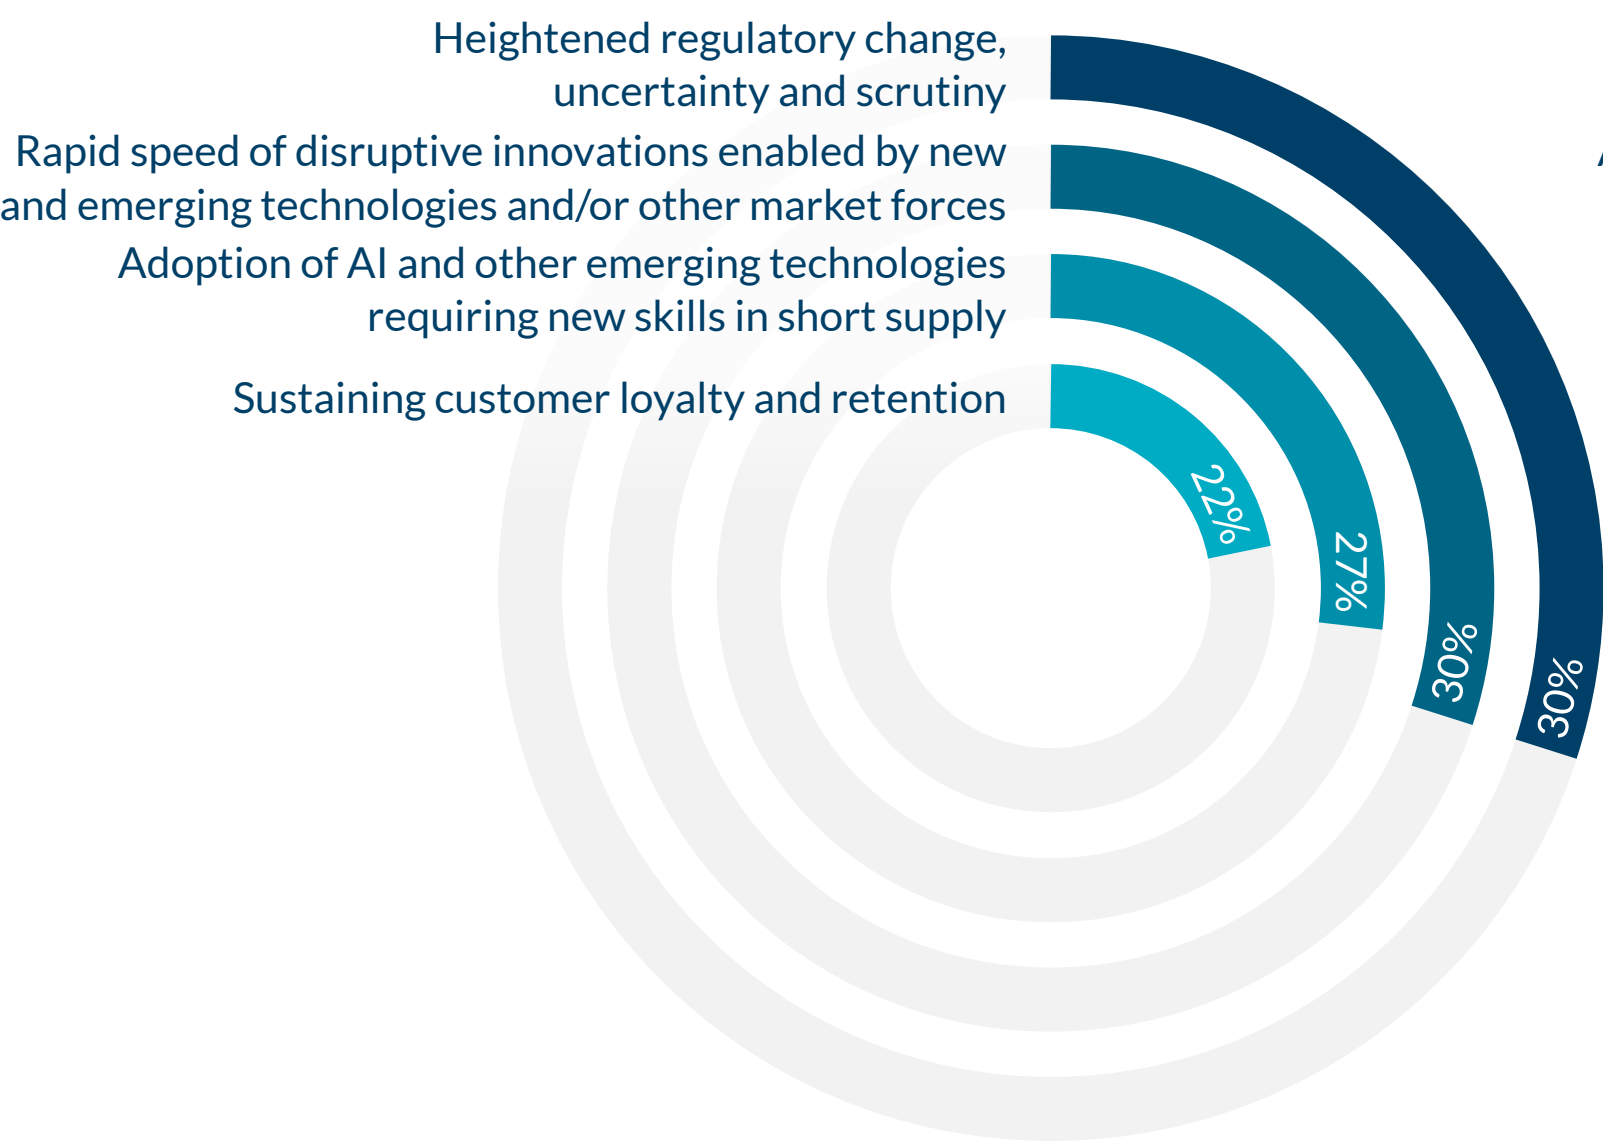 Heightened regulatory change,
uncertainty and scrutiny
Rapid speed of disruptive innovations enabled by new
and emerging technologies and/or other market forces
Adoption of AI and other emerging technologies
requiring new skills in short supply
Sustaining customer loyalty and retention
22%
27%
30%
30%